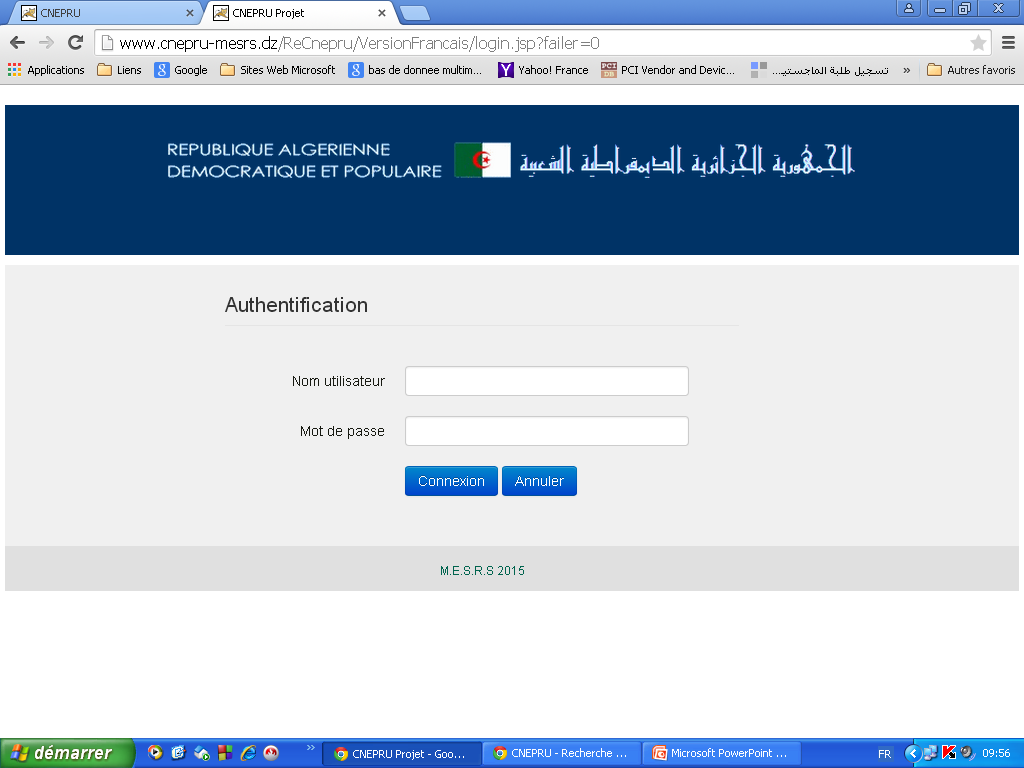 CNEPRU
CNEPRU Projet
www.cnepru-mesrs.dz/ReCnepru/VersionFrancais/login.jsp?failer=0
Applications Liens Google Sites Web Microsoft bas de donnee multim... Yahoo! France PCI Vendor and Devic... تسجيل طلبة الماجستي... » Autres favoris
REPUBLIQUE ALGERIENNE
DEMOCRATIQUE ET POPULAIRE
الجمهورية الجزائرية الديمقراطية الشعبية
Authentification
Nom utilisateur
Mot de passe
Connexion Annuler
M.E.S.R.S 2015
démarrer » CNEPRU Projet - Goo... CNEPRU - Recherche ... Microsoft PowerPoint ... FR 09:56